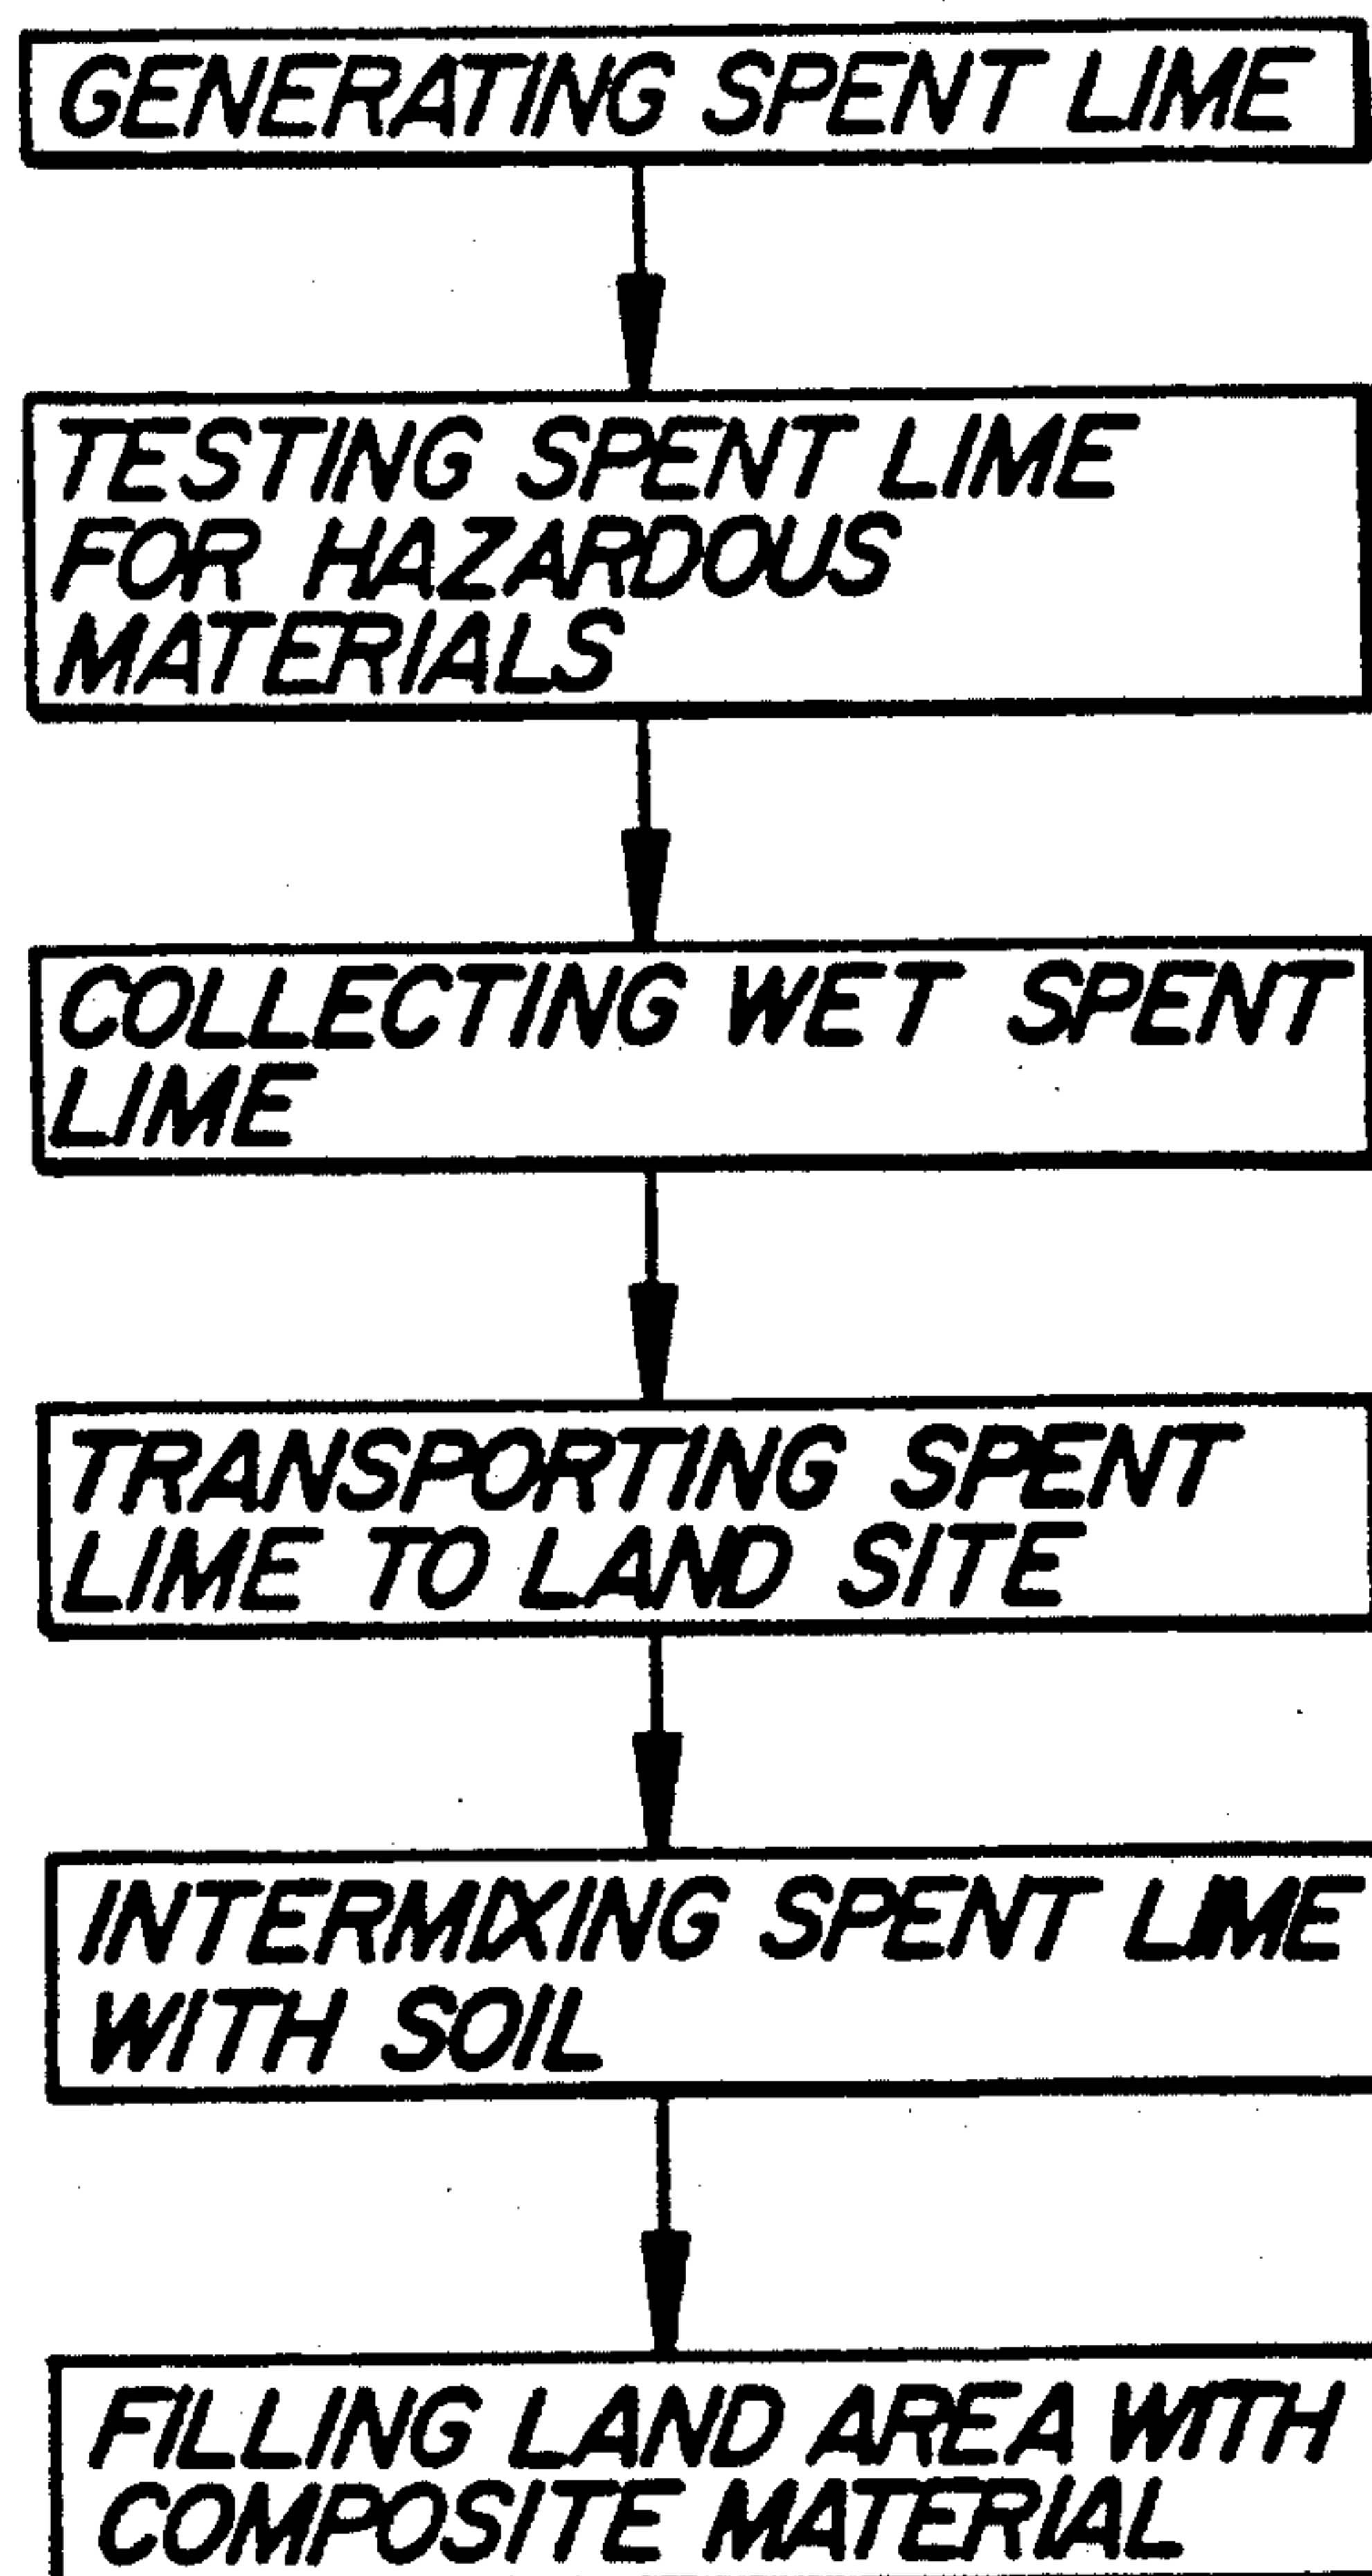 GENERATING SPENT LIME
TESTING SPENT LIME
FOR HAZARDOUS
MATERIALS
COLLECTING WET SPENT
LIME
TRANSPORTING SPENT
LIME TO LAND SITE
INTERMIXING SPENT LIME
WITH SOIL
FILLING LAND AREA WITH
COMPOSITE MATERIAL